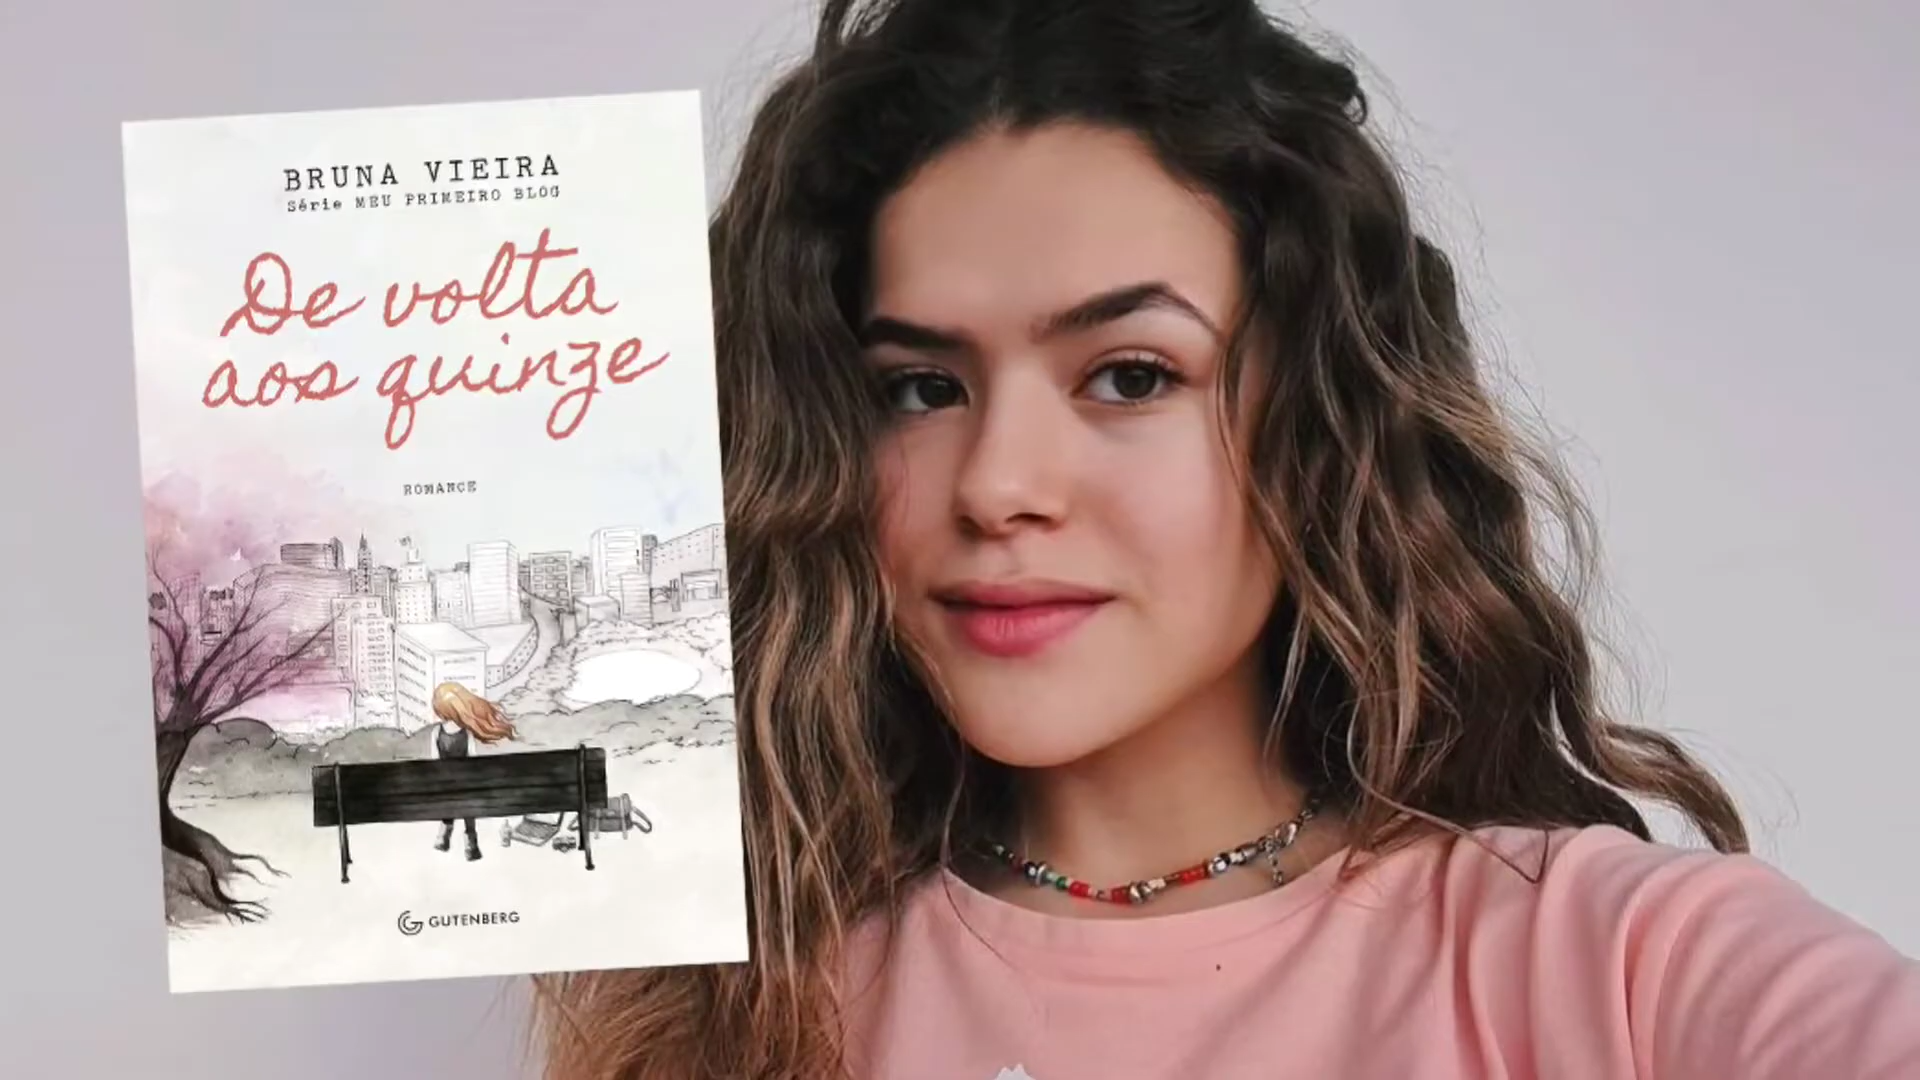 BRUNA VIEIRA
Série MEU PRIMEIRO BLOG
De volta
aos quinze
ROMANCE
GUTENBERG